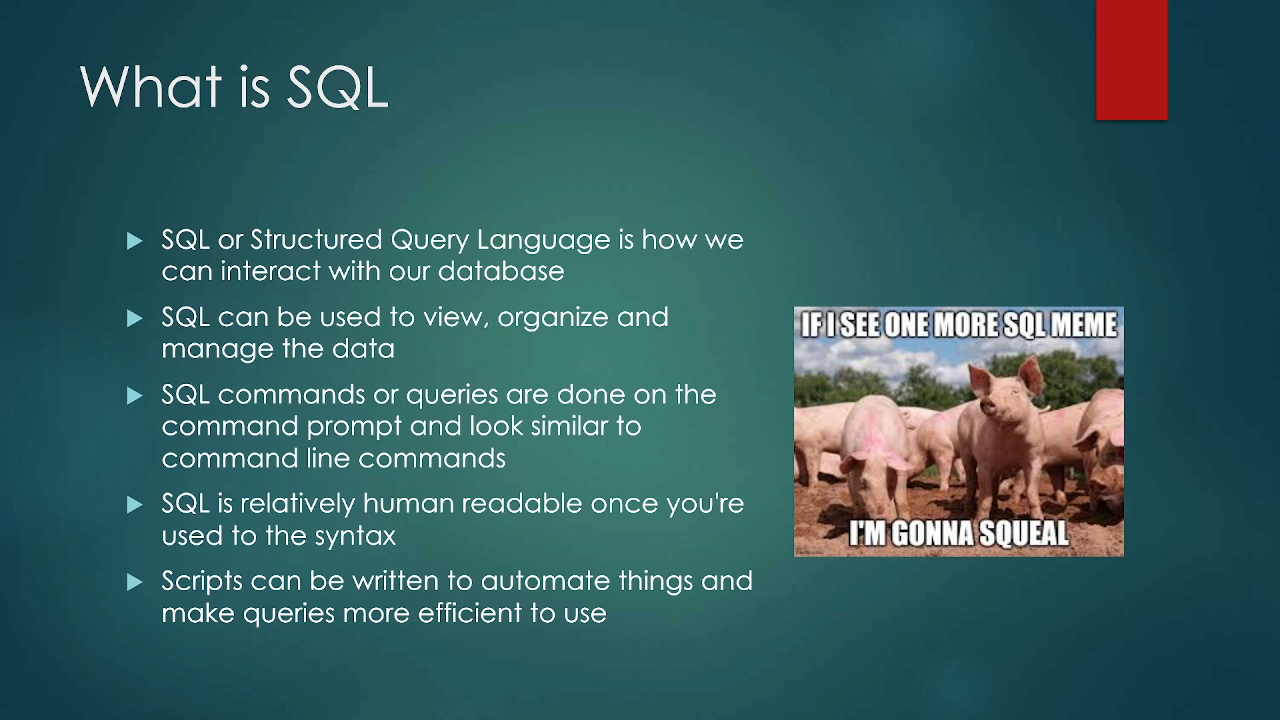 What is SQL
SQL or Structured Query Language is how we
can interact with our database
SQL can be used to view, organize and
manage the data
SQL commands or queries are done on the
command prompt and look similar to
command line commands
SQL is relatively human readable once you're
used to the syntax
Scripts can be written to automate things and
make queries more efficient to use
IF I SEE ONE MORE SQL MEME
I'M GONNA SQUEAL